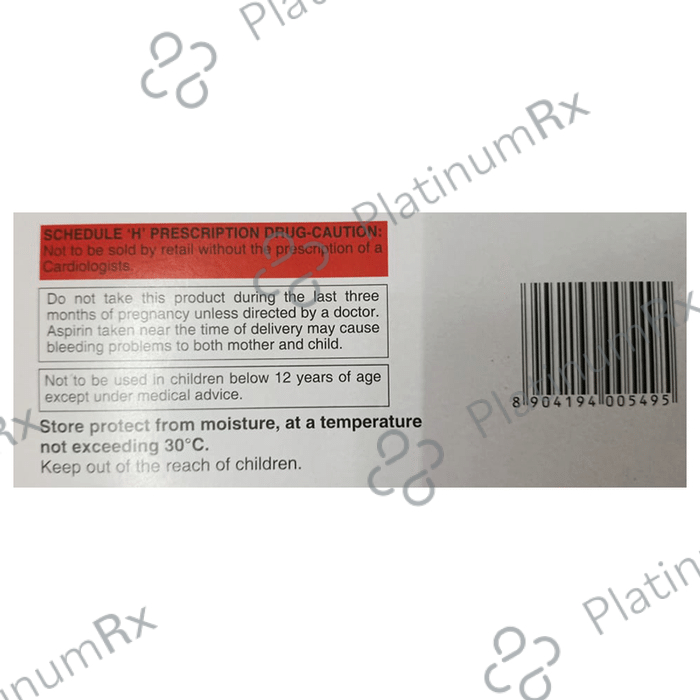 PlatinumRx
PlatinumRx
SCHEDULE 'H' PRESCRIPTION DRUG-CAUTION:
Not to be sold by retail without the prescription of a
Cardiologists.
Do not take this product during the last three
months of pregnancy unless directed by a doctor.
Aspirin taken near the time of delivery may cause
bleeding problems to both mother and child.
Not to be used in children below 12 years of age
except under medical advice.
Store protect from moisture, at a temperature
not exceeding 30°C.
Keep out of the reach of children.
8 904194 005495
PlatinumRx
PlatinumRx
PlatinumRx
PlatinumRx